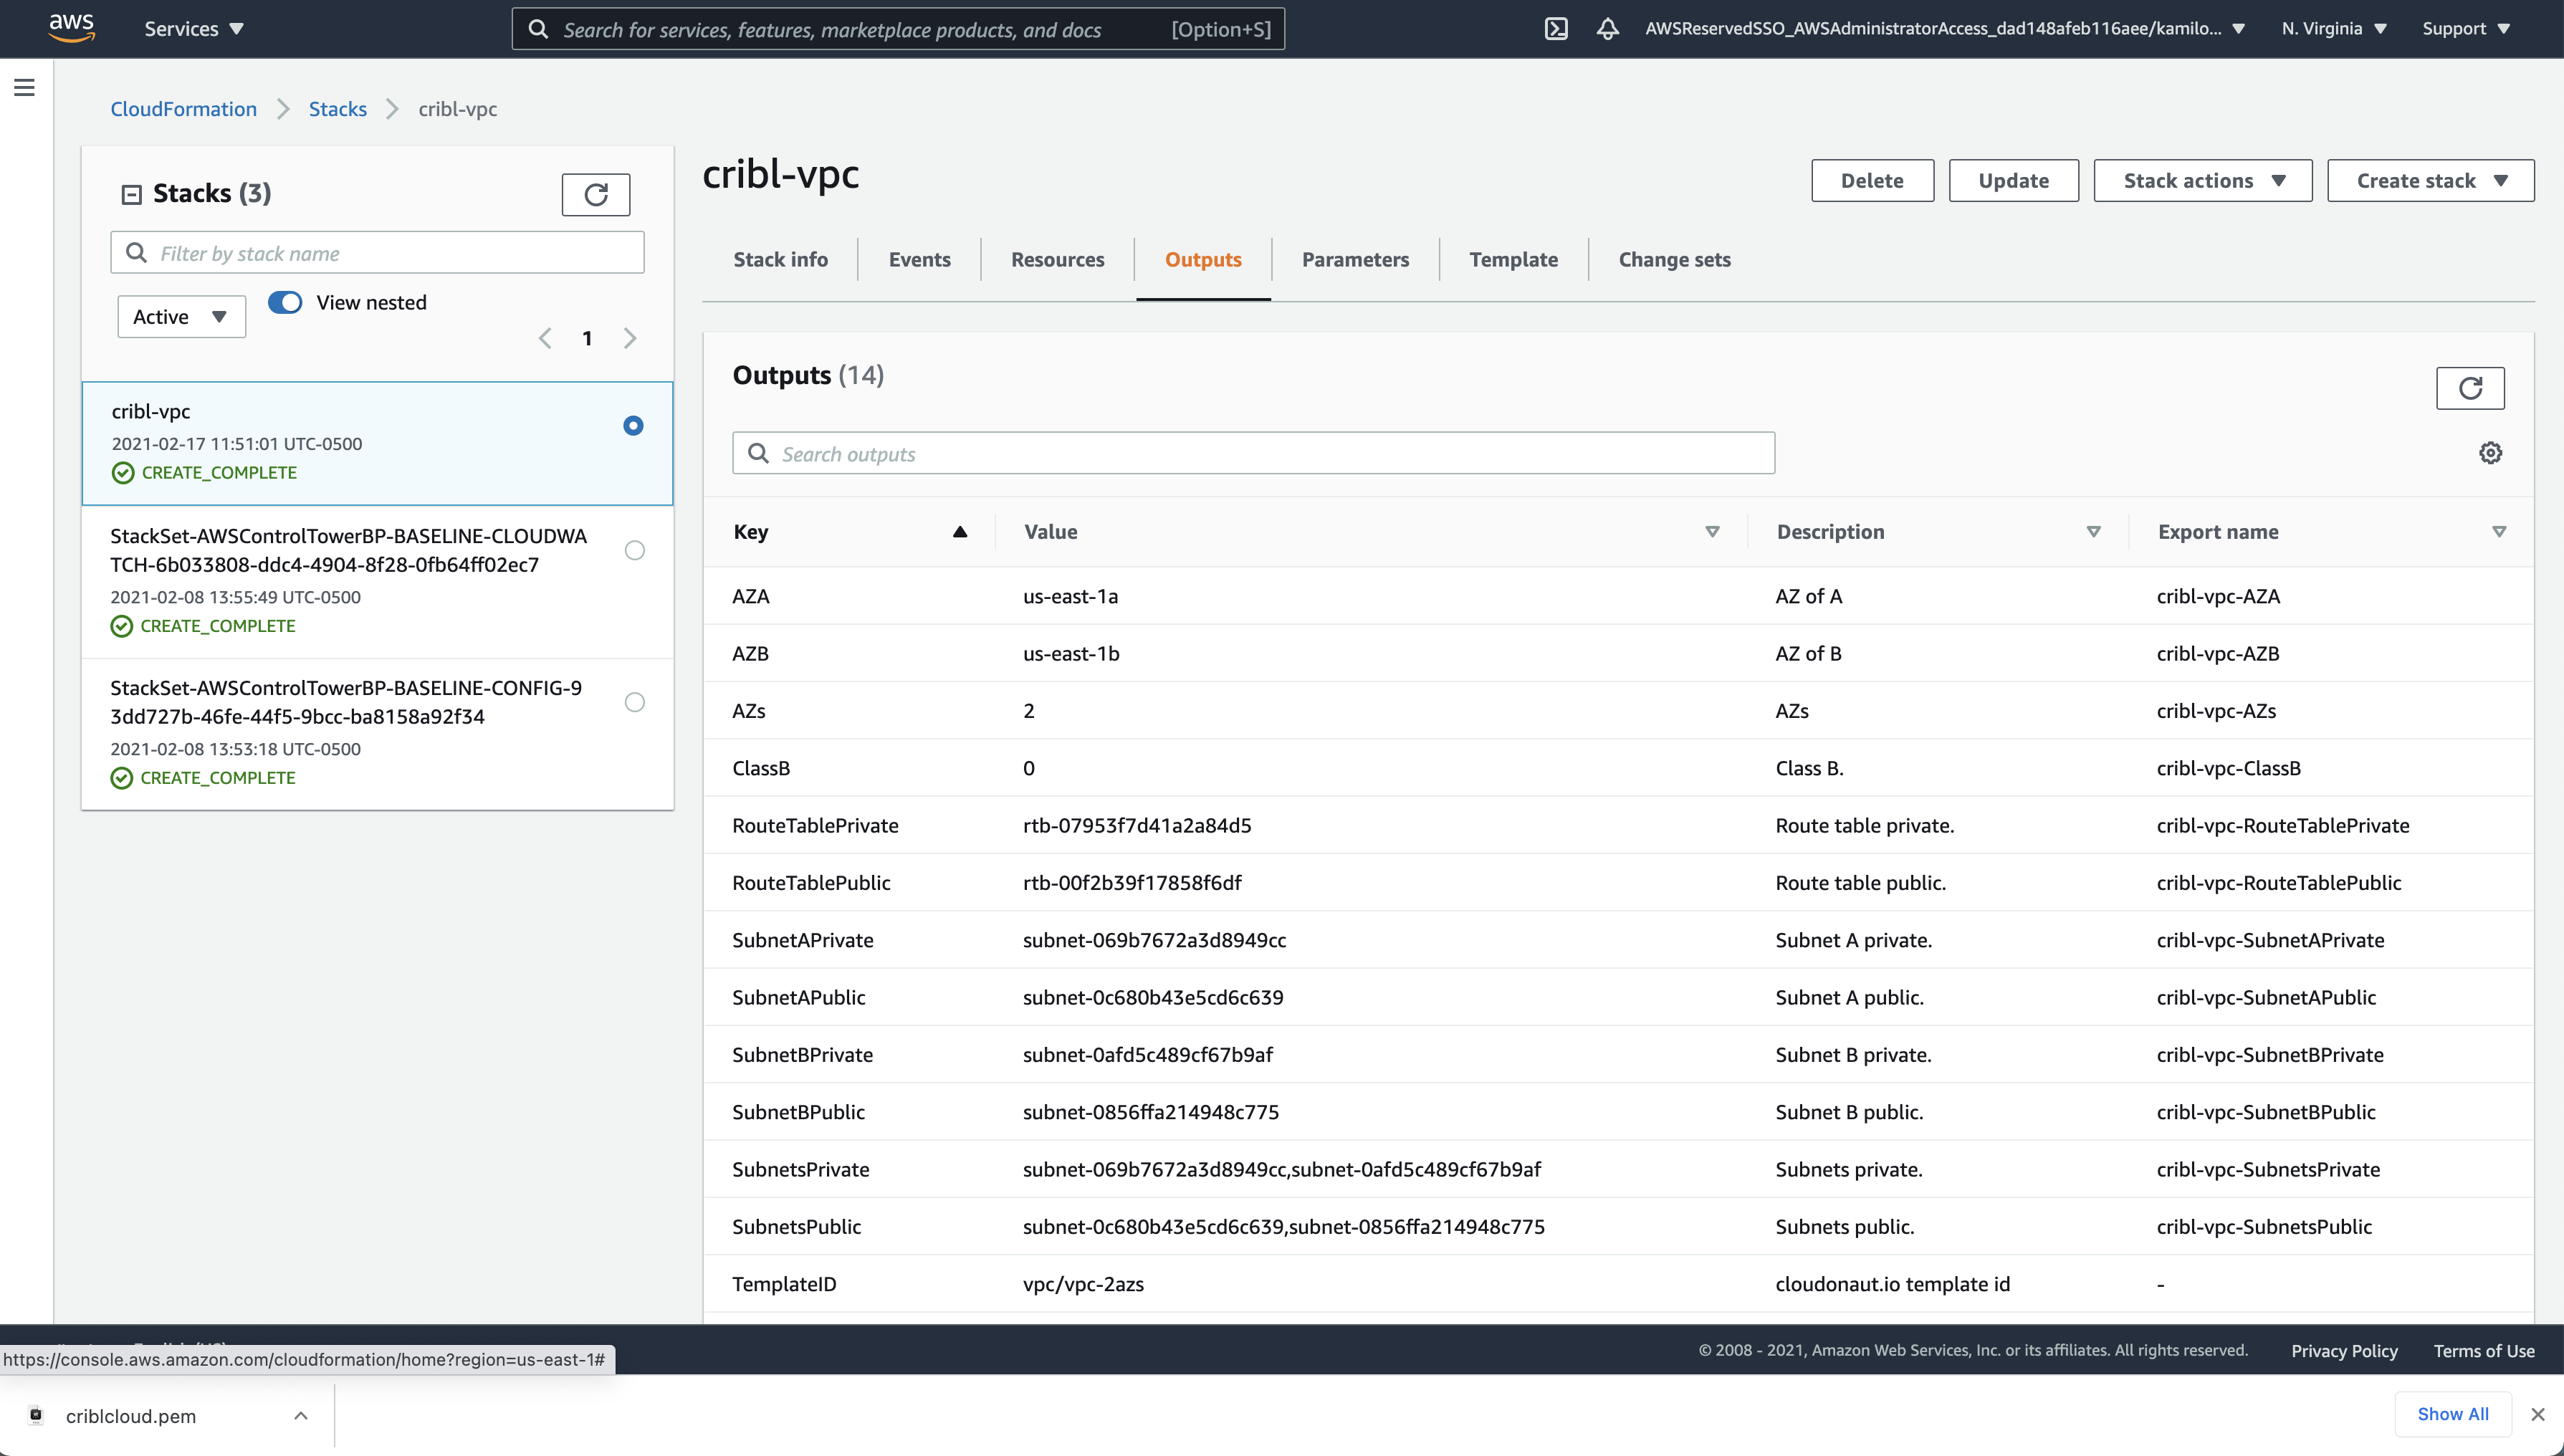 aws
Services
Search for services, features, marketplace products, and docs [Option+S]
AWSReservedSSO_AWSAdministratorAccess_dad148afeb116aee/kamilo...
N. Virginia
Support
CloudFormation
Stacks
cribl-vpc
Stacks (3)
Filter by stack name
Active
View nested
1
cribl-vpc
2021-02-17 11:51:01 UTC-0500
CREATE_COMPLETE
StackSet-AWSControlTowerBP-BASELINE-CLOUDWA
TCH-6b033808-ddc4-4904-8f28-0fb64ff02ec7
2021-02-08 13:55:49 UTC-0500
CREATE_COMPLETE
StackSet-AWSControlTowerBP-BASELINE-CONFIG-9
3dd727b-46fe-44f5-9bcc-ba8158a92f34
2021-02-08 13:53:18 UTC-0500
CREATE_COMPLETE
cribl-vpc
Delete
Update
Stack actions
Create stack
Stack info
Events
Resources
Outputs
Parameters
Template
Change sets
Outputs (14)
Search outputs
Key Value Description Export name
AZA us-east-1a AZ of A cribl-vpc-AZA
AZB us-east-1b AZ of B cribl-vpc-AZB
AZs 2 AZs cribl-vpc-AZs
ClassB 0 Class B. cribl-vpc-ClassB
RouteTablePrivate rtb-07953f7d41a2a84d5 Route table private. cribl-vpc-RouteTablePrivate
RouteTablePublic rtb-00f2b39f17858f6df Route table public. cribl-vpc-RouteTablePublic
SubnetAPrivate subnet-069b7672a3d8949cc Subnet A private. cribl-vpc-SubnetAPrivate
SubnetAPublic subnet-0c680b43e5cd6c639 Subnet A public. cribl-vpc-SubnetAPublic
SubnetBPrivate subnet-0afd5c489cf67b9af Subnet B private. cribl-vpc-SubnetBPrivate
SubnetBPublic subnet-0856ffa214948c775 Subnet B public. cribl-vpc-SubnetBPublic
SubnetsPrivate subnet-069b7672a3d8949cc,subnet-0afd5c489cf67b9af Subnets private. cribl-vpc-SubnetsPrivate
SubnetsPublic subnet-0c680b43e5cd6c639,subnet-0856ffa214948c775 Subnets public. cribl-vpc-SubnetsPublic
TemplateID vpc/vpc-2azs cloudonaut.io template id -
© 2008 - 2021, Amazon Web Services, Inc. or its affiliates. All rights reserved.
Privacy Policy
Terms of Use
https://console.aws.amazon.com/cloudformation/home?region=us-east-1#
criblcloud.pem
Show All